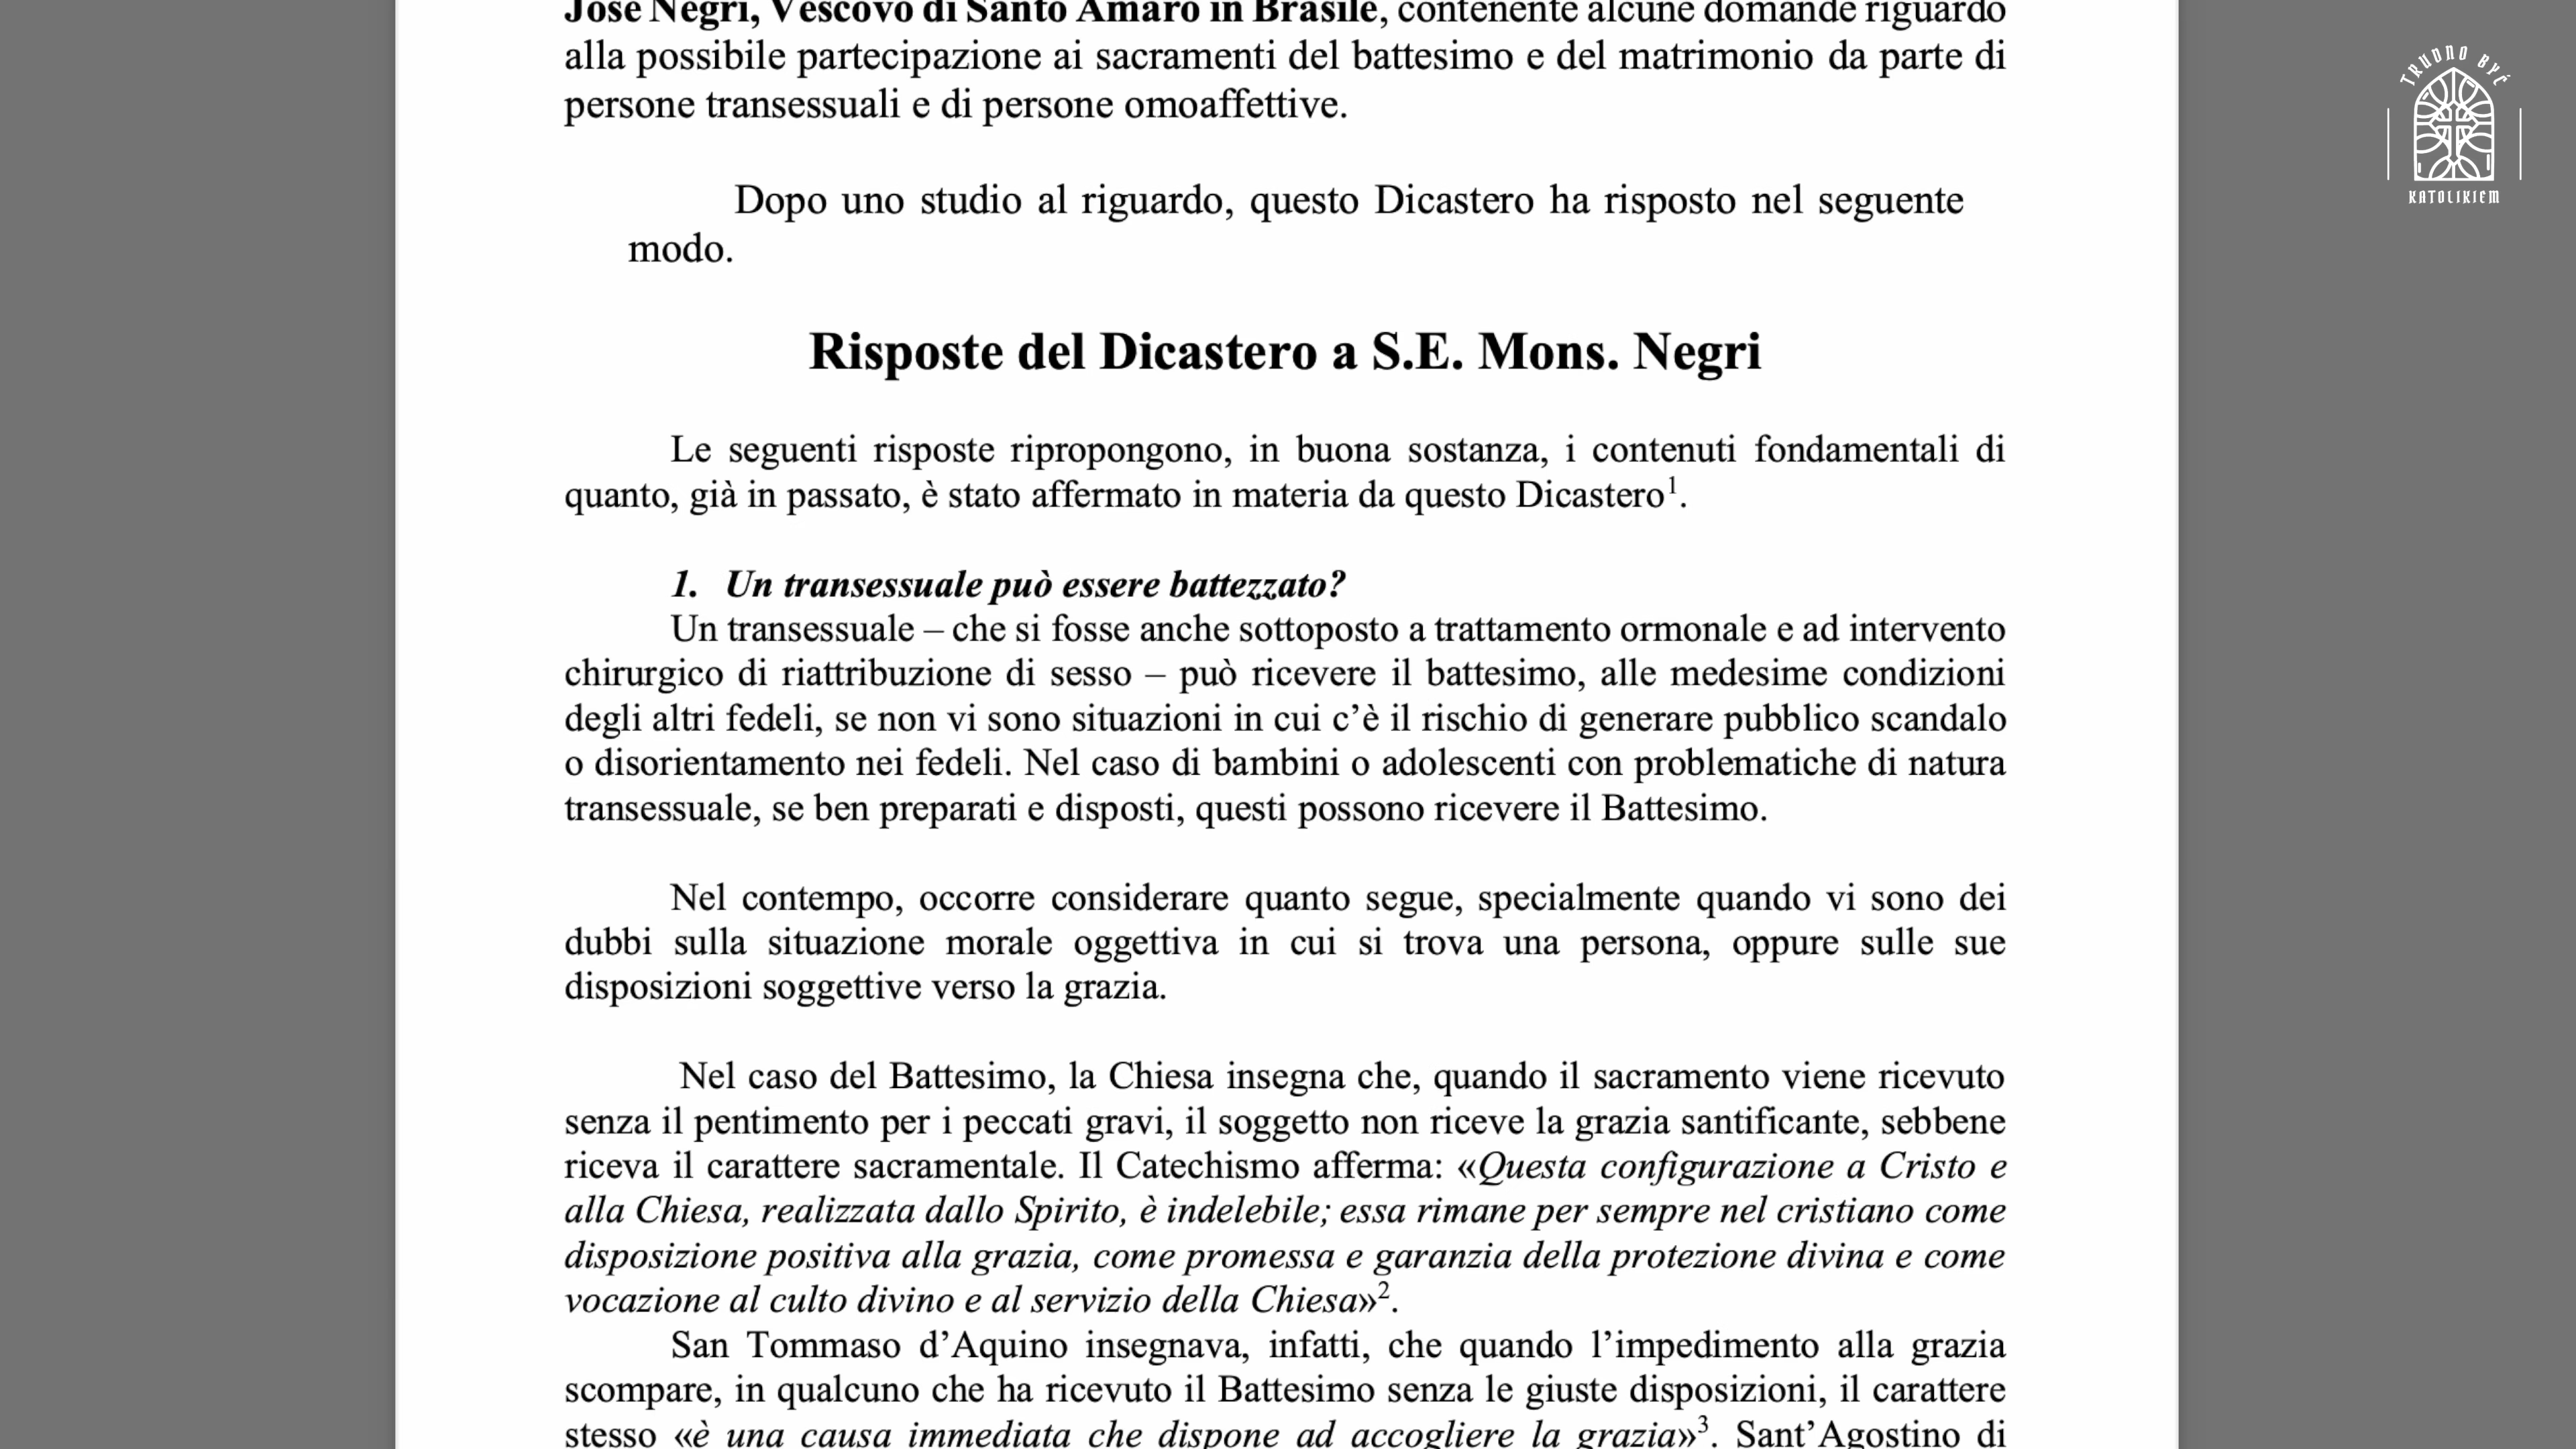 José Negri, Vescovo di Santo Amaro in Brasile, contenente alcune domande riguardo
alla possibile partecipazione ai sacramenti del battesimo e del matrimonio da parte di
persone transessuali e di persone omoaffettive.
Dopo uno studio al riguardo, questo Dicastero ha risposto nel seguente
modo.
Risposte del Dicastero a S.E. Mons. Negri
Le seguenti risposte ripropongono, in buona sostanza, i contenuti fondamentali di
quanto, già in passato, è stato affermato in materia da questo Dicastero¹.
1. Un transessuale può essere battezzato?
Un transessuale – che si fosse anche sottoposto a trattamento ormonale e ad intervento
chirurgico di riattribuzione di sesso – può ricevere il battesimo, alle medesime condizioni
degli altri fedeli, se non vi sono situazioni in cui c’è il rischio di generare pubblico scandalo
o disorientamento nei fedeli. Nel caso di bambini o adolescenti con problematiche di natura
transessuale, se ben preparati e disposti, questi possono ricevere il Battesimo.
Nel contempo, occorre considerare quanto segue, specialmente quando vi sono dei
dubbi sulla situazione morale oggettiva in cui si trova una persona, oppure sulle sue
disposizioni soggettive verso la grazia.
Nel caso del Battesimo, la Chiesa insegna che, quando il sacramento viene ricevuto
senza il pentimento per i peccati gravi, il soggetto non riceve la grazia santificante, sebbene
riceva il carattere sacramentale. Il Catechismo afferma: «Questa configurazione a Cristo e
alla Chiesa, realizzata dallo Spirito, è indelebile; essa rimane per sempre nel cristiano come
disposizione positiva alla grazia, come promessa e garanzia della protezione divina e come
vocazione al culto divino e al servizio della Chiesa»².
San Tommaso d’Aquino insegnava, infatti, che quando l’impedimento alla grazia
scompare, in qualcuno che ha ricevuto il Battesimo senza le giuste disposizioni, il carattere
stesso «è una causa immediata che dispone ad accogliere la grazia»³. Sant’Agostino di
TRUDNO BYĆ
KATOLIKIEM